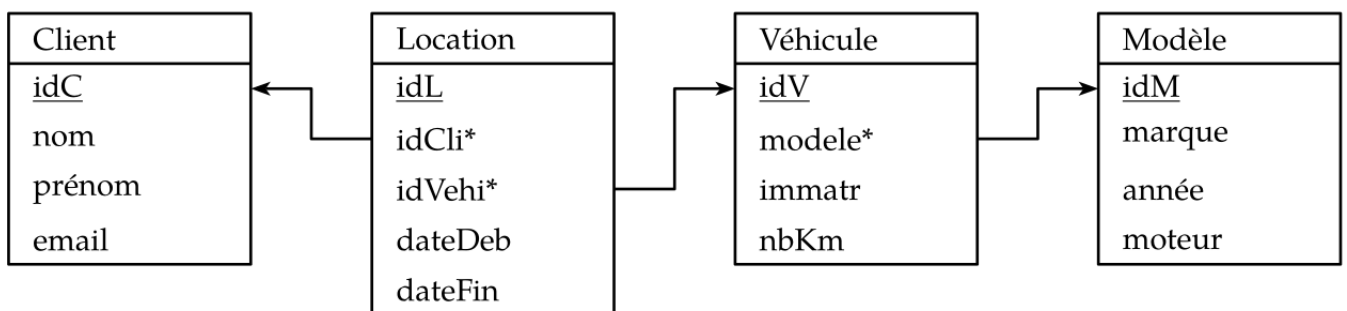 Client
idC
nom
prénom
email
Location
idL
idCli*
idVehi*
dateDeb
dateFin
Véhicule
idV
modele*
immatr
nbKm
Modèle
idM
marque
année
moteur